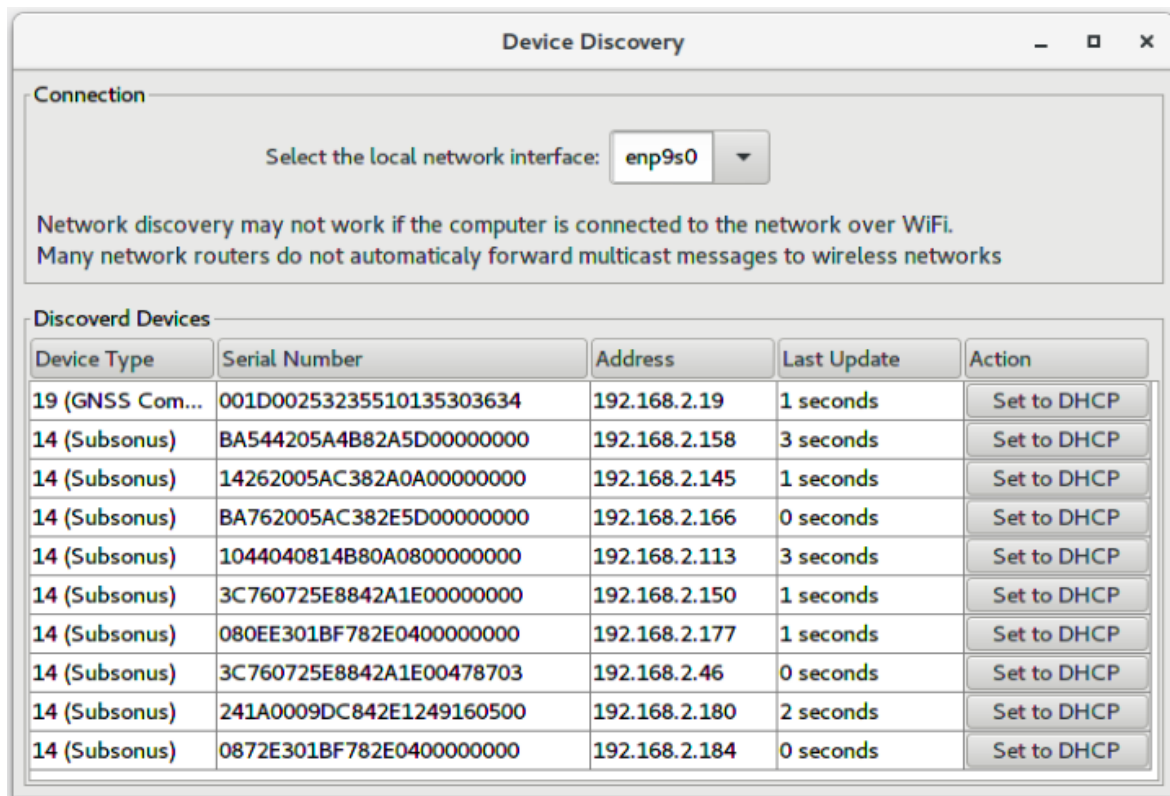 Device Discovery
Connection
Select the local network interface: enp9s0
Network discovery may not work if the computer is connected to the network over WiFi.
Many network routers do not automaticaly forward multicast messages to wireless networks
Discoverd Devices
Device Type Serial Number Address Last Update Action
19 (GNSS Com... 001D00253235510135303634 192.168.2.19 1 seconds Set to DHCP
14 (Subsonus) BA544205A4B82A5D00000000 192.168.2.158 3 seconds Set to DHCP
14 (Subsonus) 14262005AC382A0A00000000 192.168.2.145 1 seconds Set to DHCP
14 (Subsonus) BA762005AC382E5D00000000 192.168.2.166 0 seconds Set to DHCP
14 (Subsonus) 1044040814B80A0800000000 192.168.2.113 3 seconds Set to DHCP
14 (Subsonus) 3C760725E8842A1E00000000 192.168.2.150 1 seconds Set to DHCP
14 (Subsonus) 080EE301BF782E0400000000 192.168.2.177 1 seconds Set to DHCP
14 (Subsonus) 3C760725E8842A1E00478703 192.168.2.46 0 seconds Set to DHCP
14 (Subsonus) 241A0009DC842E1249160500 192.168.2.180 2 seconds Set to DHCP
14 (Subsonus) 0872E301BF782E0400000000 192.168.2.184 0 seconds Set to DHCP